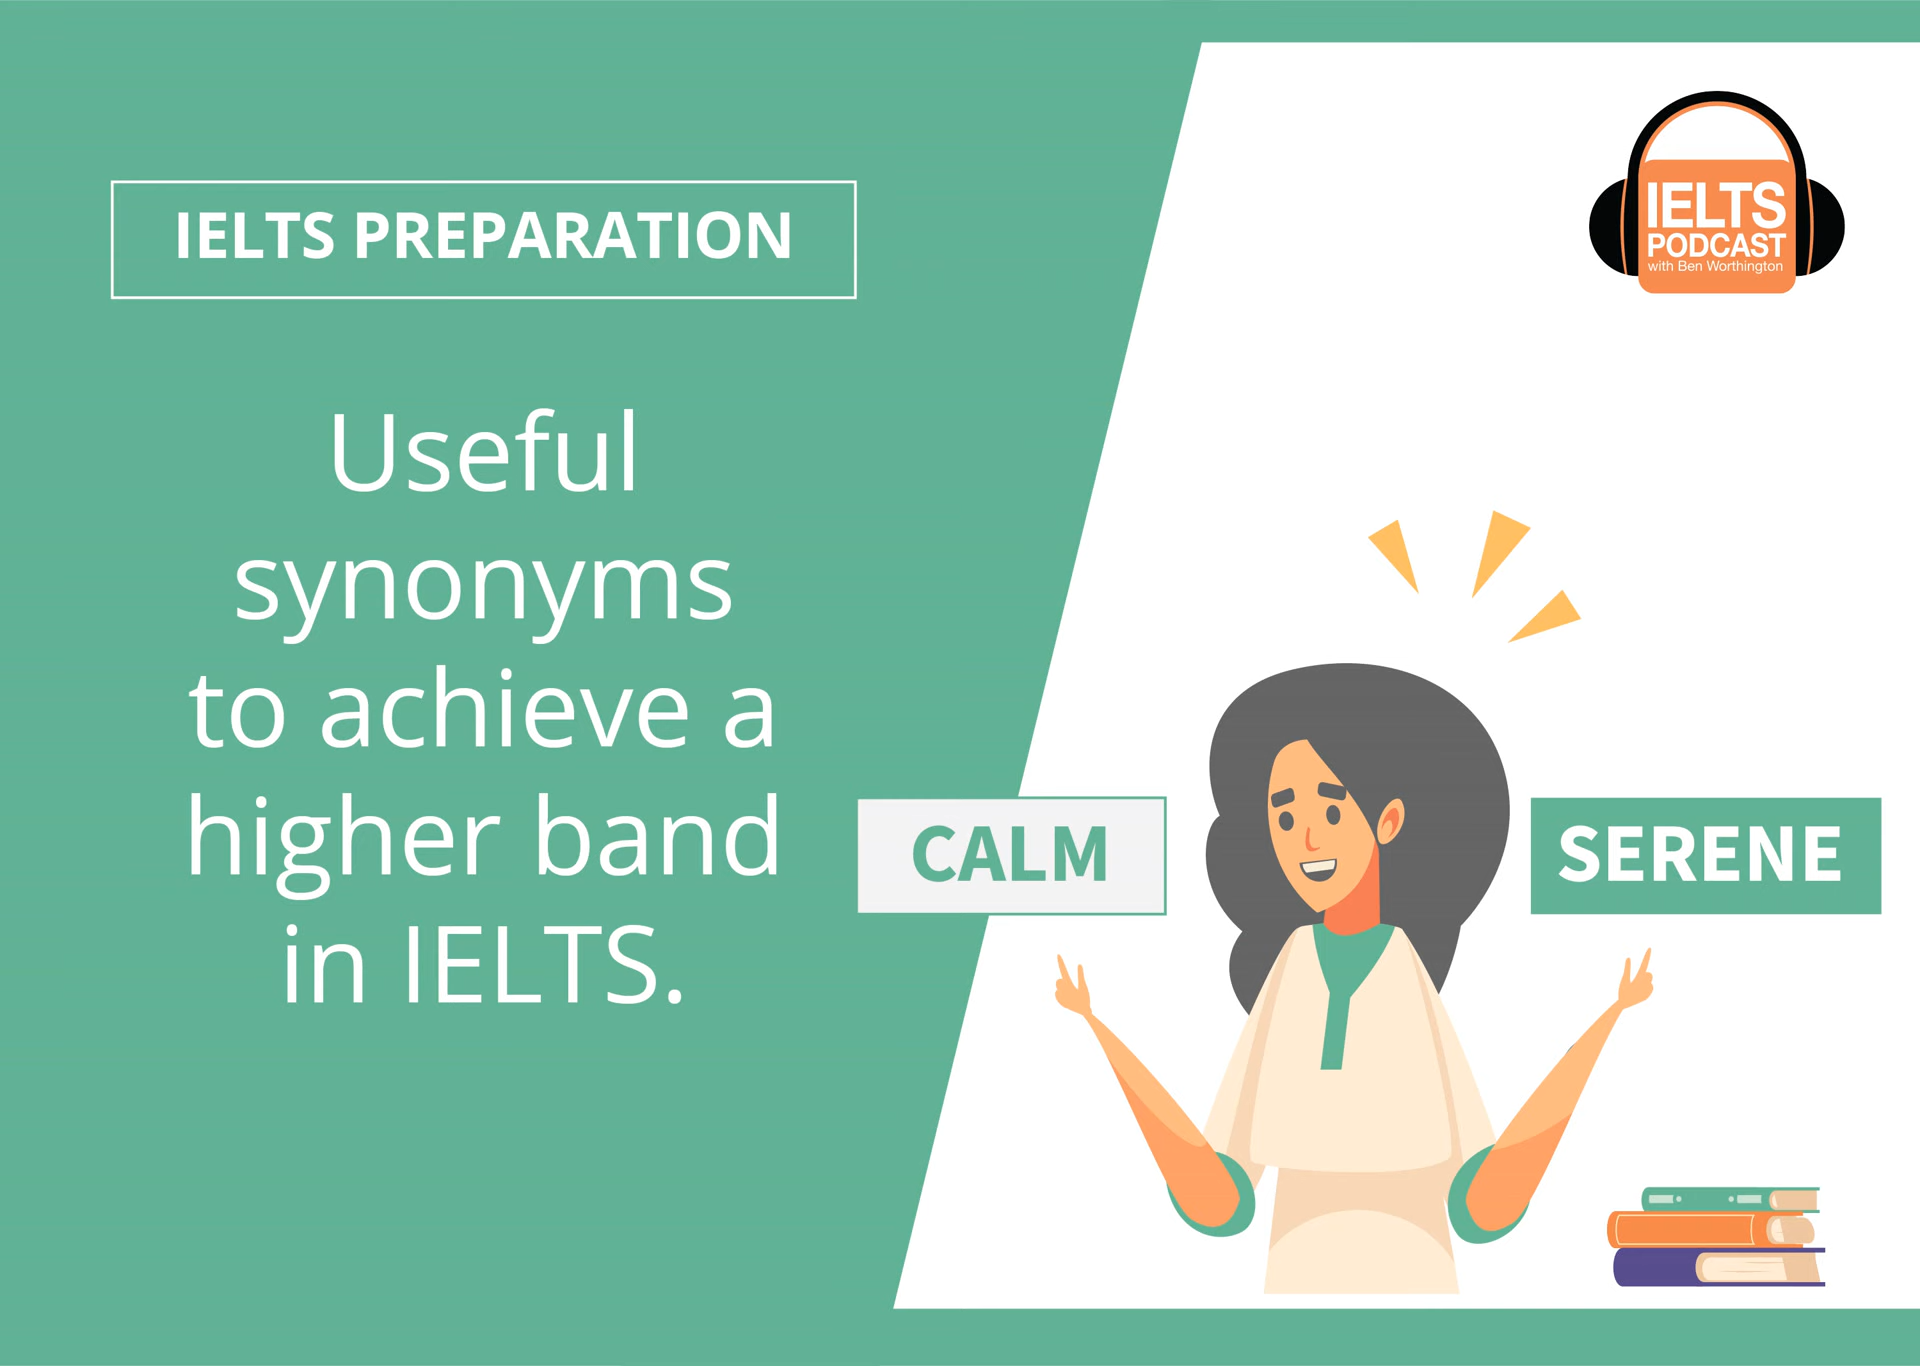 IELTS PREPARATION
Useful
synonyms
to achieve a
higher band
in IELTS.
IELTS
PODCAST
with Ben Worthington
CALM
SERENE